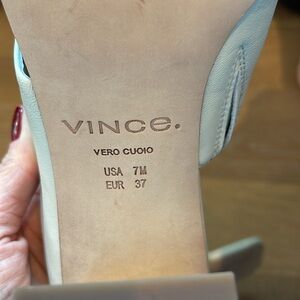 VINCE.
VERO CUOIO
USA 7M
EUR 37